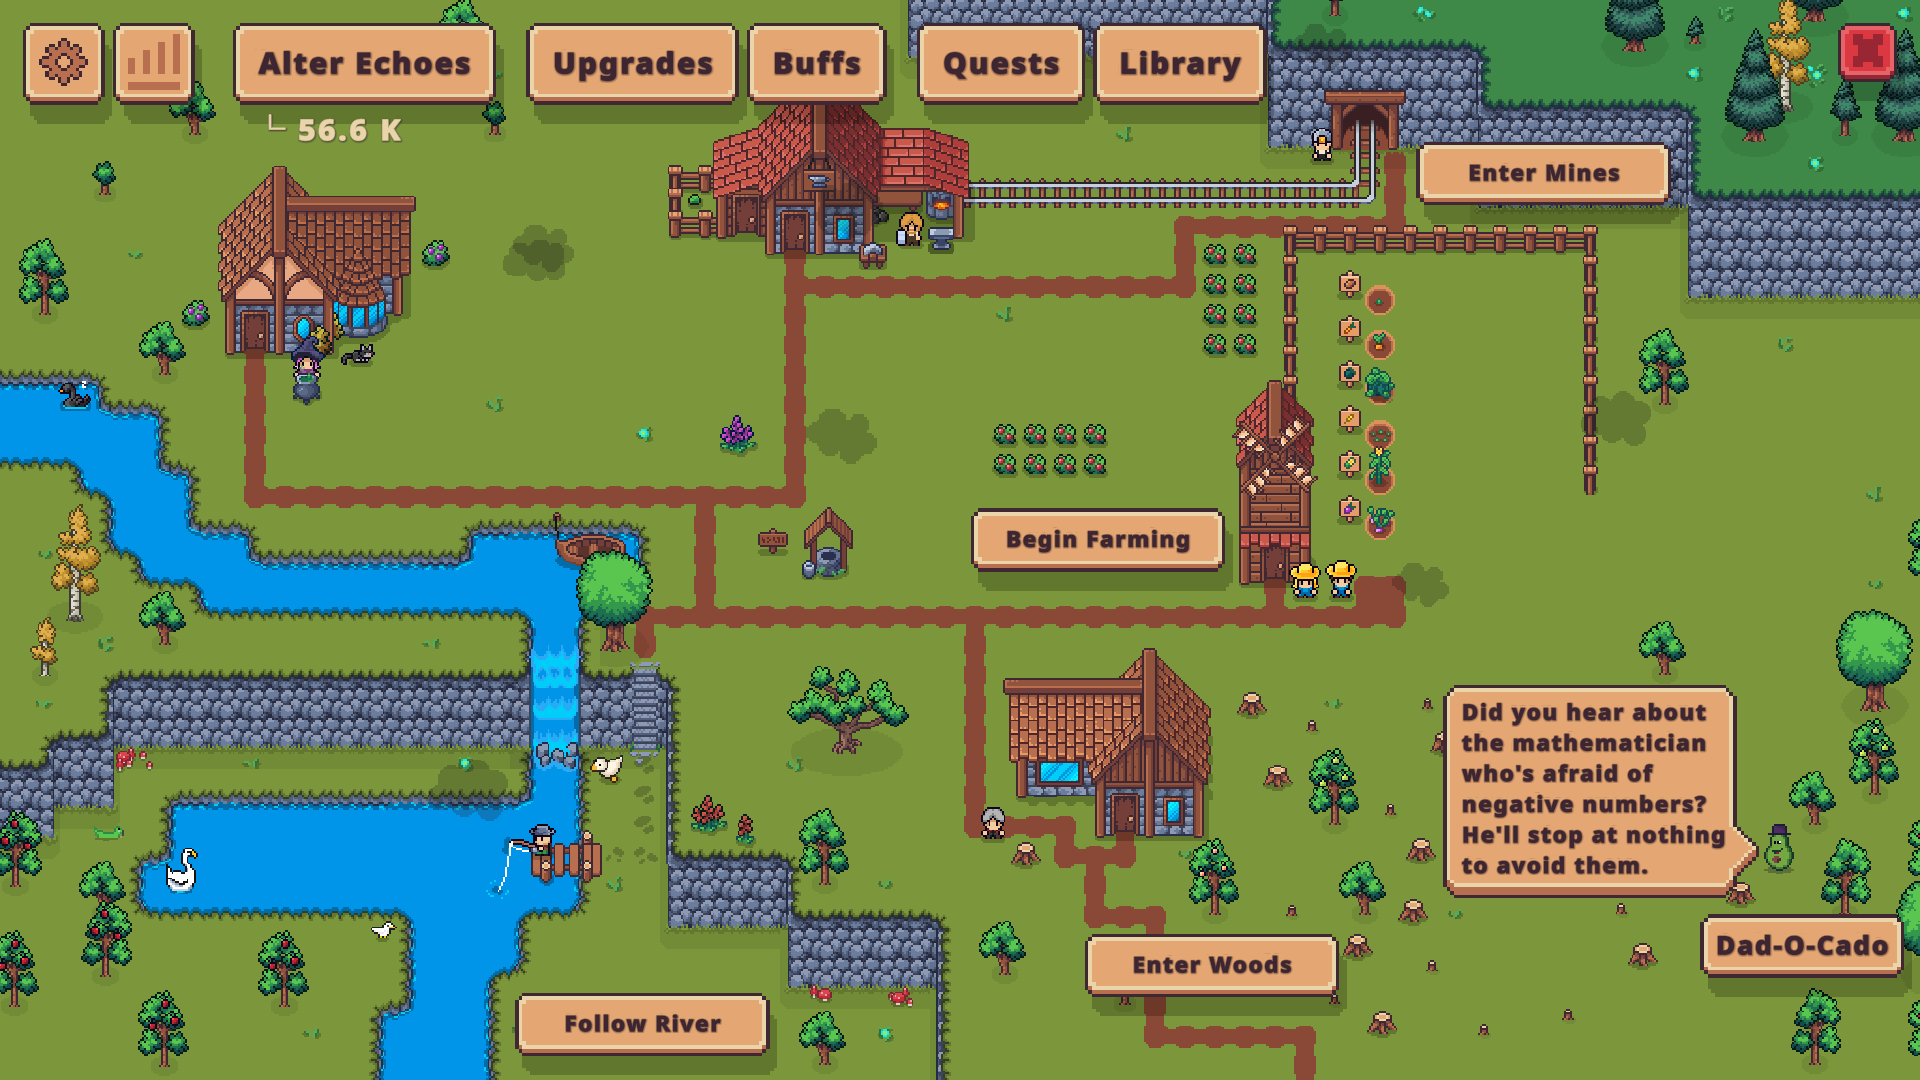 Alter Echoes
Upgrades
Buffs
Quests
Library
56.6 K
Enter Mines
Begin Farming
Did you hear about
the mathematician
who's afraid of
negative numbers?
He'll stop at nothing
to avoid them.
Dad-O-Cado
Enter Woods
Follow River